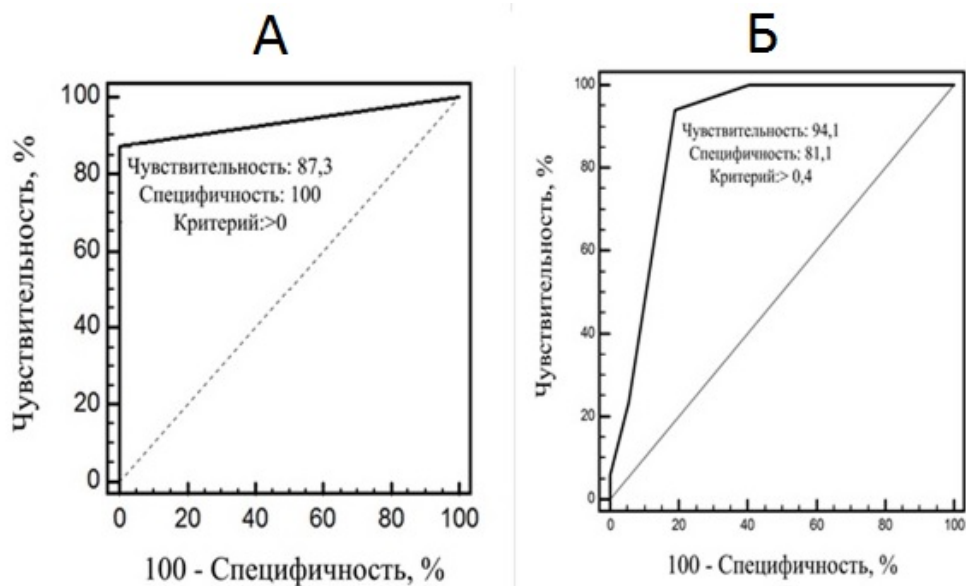 А
Чувствительность, %
100
80
60
40
20
0
Чувствительность: 87,3
Специфичность: 100
Критерий:>0
0 20 40 60 80 100
100 - Специфичность, %
Б
Чувствительность, %
100
80
60
40
20
0
Чувствительность: 94,1
Специфичность: 81,1
Критерий:> 0,4
0 20 40 60 80 100
100 - Специфичность, %